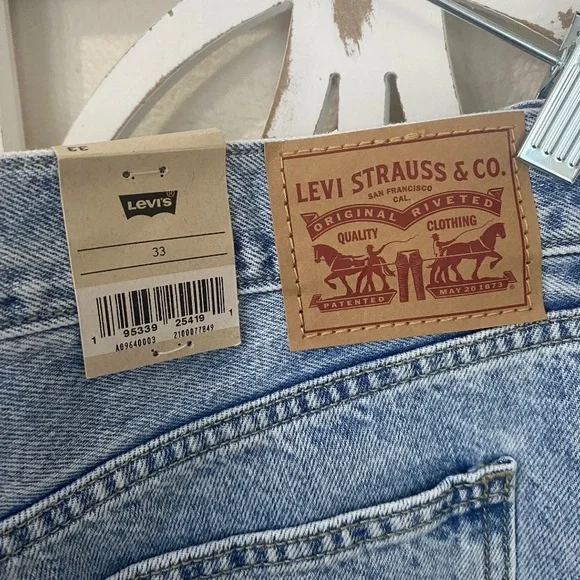 33
LEVI'S
33
1 95339 25419 1
A09640003 2100077849
LEVI STRAUSS & CO.
SAN FRANCISCO
CAL.
ORIGINAL RIVETED
QUALITY CLOTHING
PATENTED MAY 20 1873